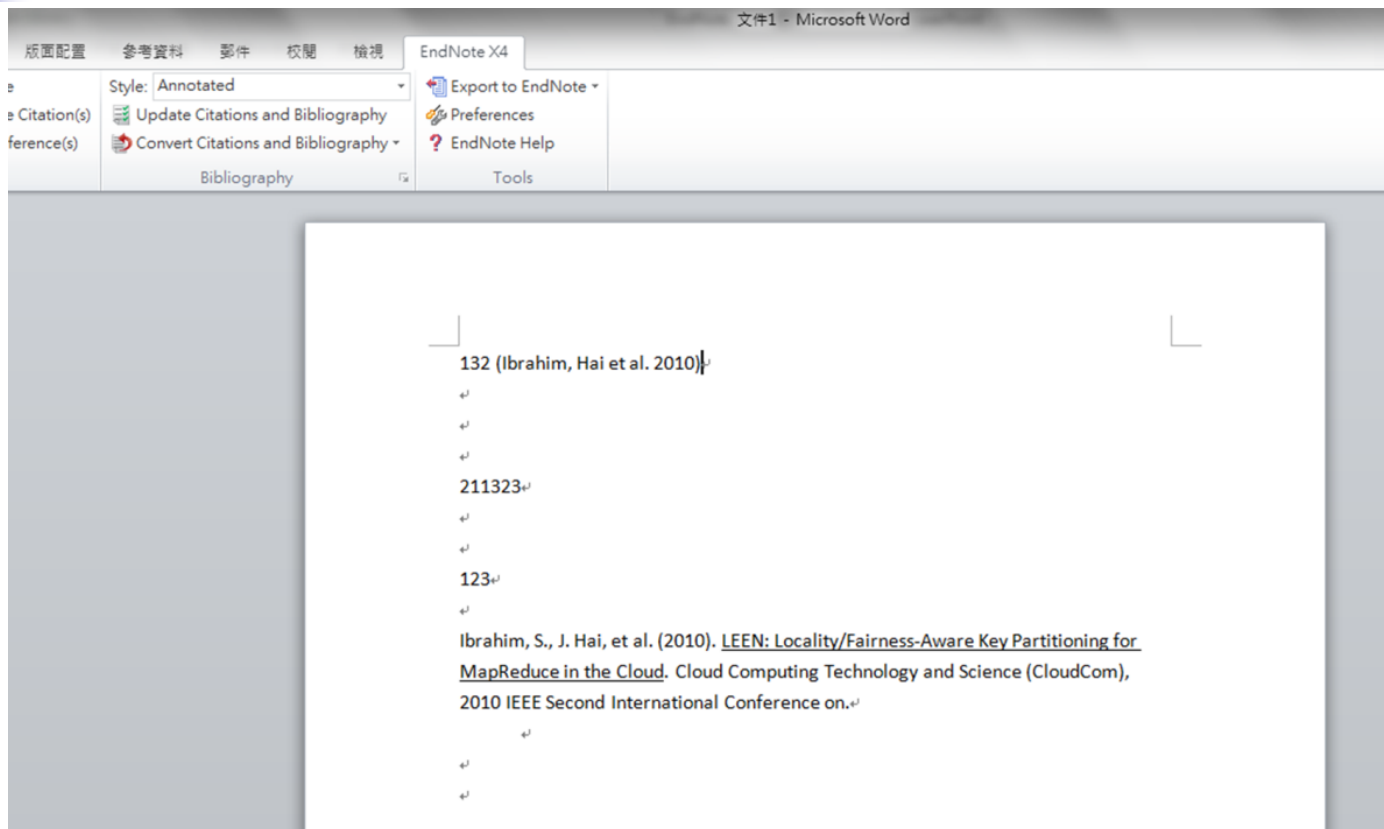 文件1 - Microsoft Word
版面配置 參考資料 郵件 校閱 檢視 EndNote X4
e Style: Annotated Export to EndNote
e Citation(s) Update Citations and Bibliography Preferences
ference(s) Convert Citations and Bibliography ? EndNote Help
Bibliography Tools
132 (Ibrahim, Hai et al. 2010)
211323
123
Ibrahim, S., J. Hai, et al. (2010). LEEN: Locality/Fairness-Aware Key Partitioning for
MapReduce in the Cloud. Cloud Computing Technology and Science (CloudCom),
2010 IEEE Second International Conference on.